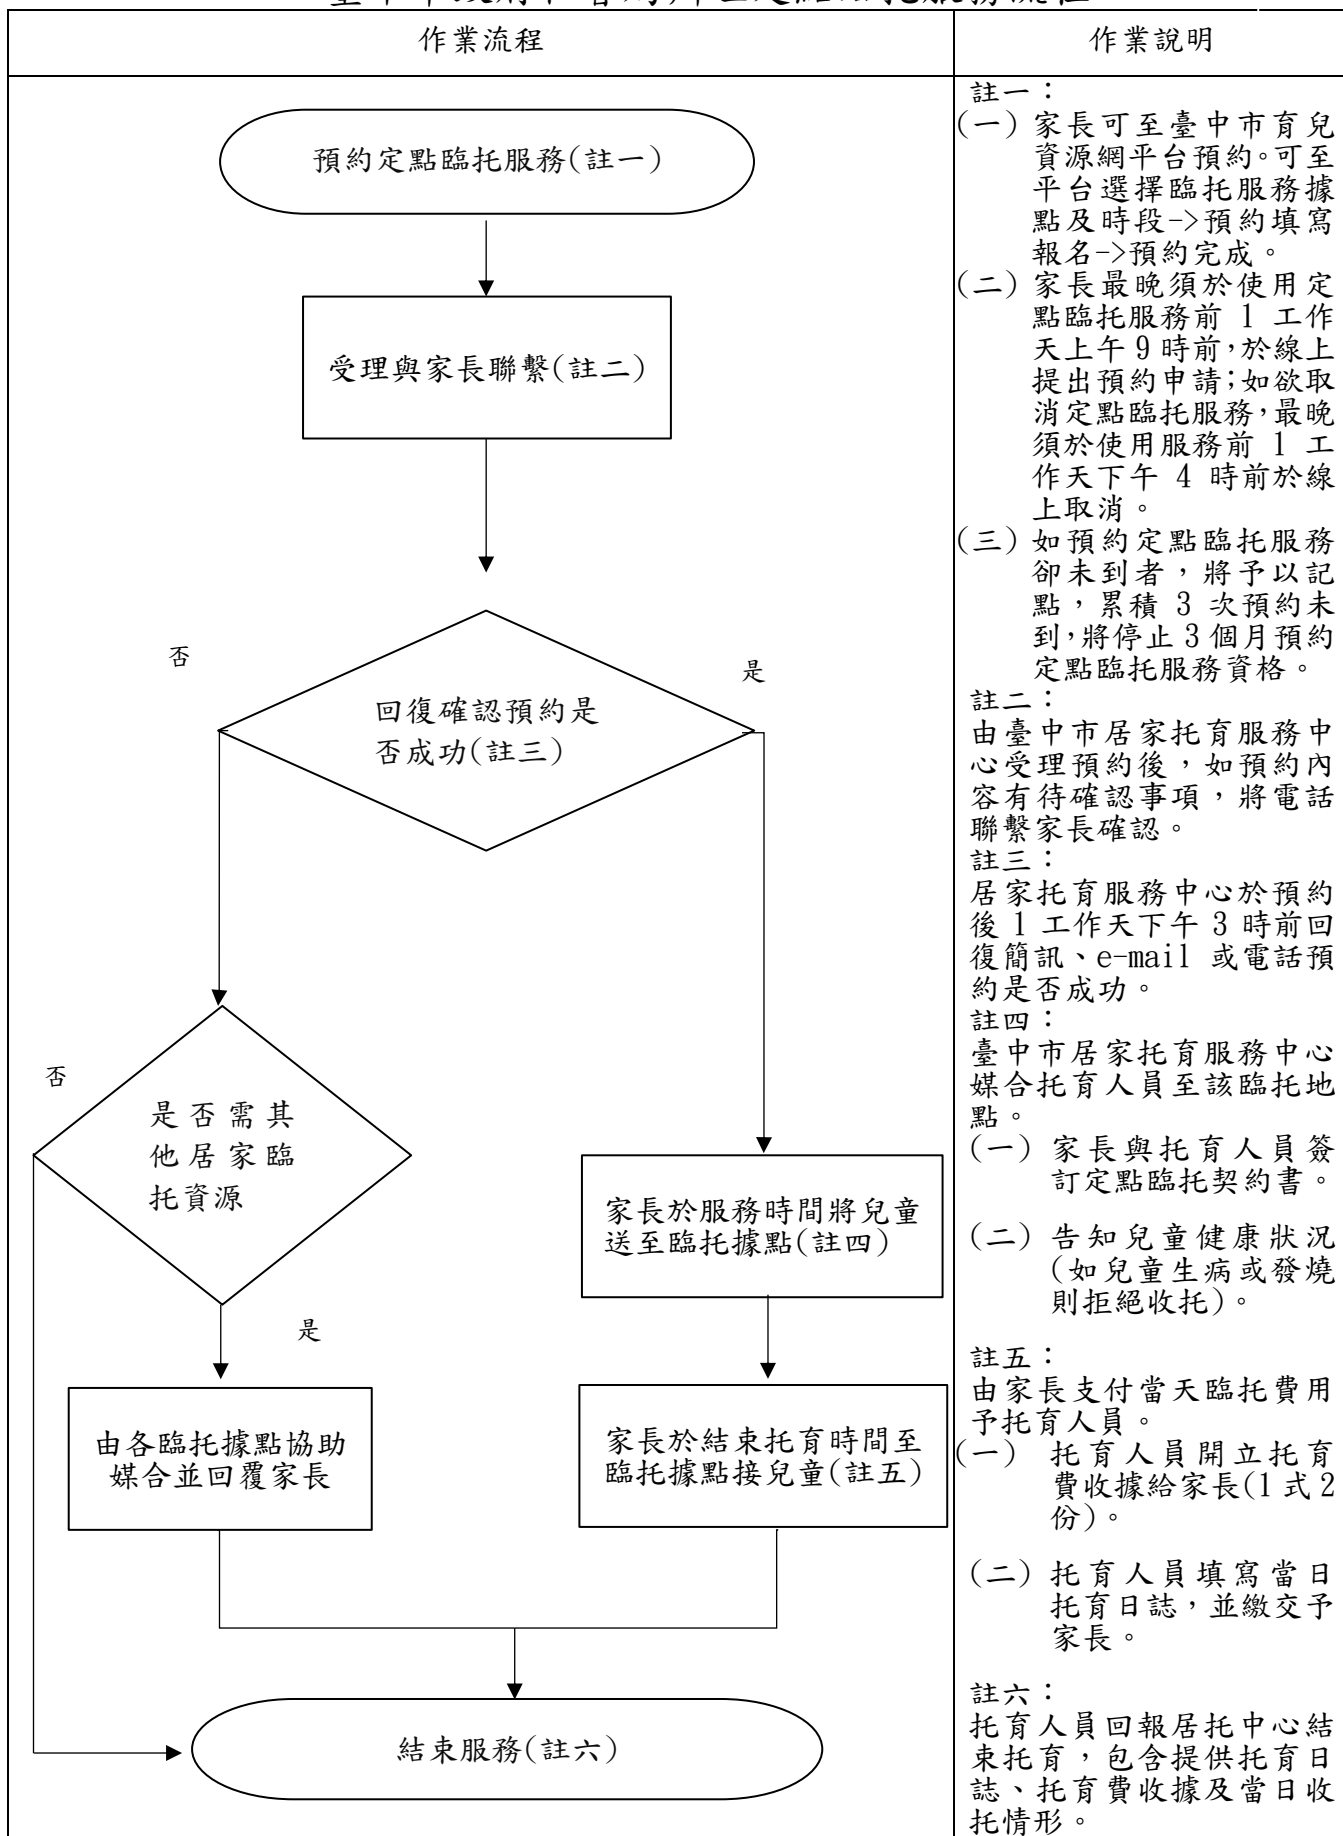 作業流程
作業說明
預約定點臨托服務(註一)
受理與家長聯繫(註二)
回復確認預約是
否成功(註三)
否
是
是否需其
他居家臨
托資源
否
是
由各臨托據點協助
媒合並回覆家長
家長於服務時間將兒童
送至臨托據點(註四)
家長於結束托育時間至
臨托據點接兒童(註五)
結束服務(註六)
註一：
(一)家長可至臺中市育兒
資源網平台預約。可至
平台選擇臨托服務據
點及時段->預約填寫
報名->預約完成。
(二)家長最晚須於使用定
點臨托服務前 1 工作
天上午 9 時前，於線上
提出預約申請；如欲取
消定點臨托服務，最晚
須於使用服務前 1 工
作天下午 4 時前於線
上取消。
(三)如預約定點臨托服務
卻未到者，將予以記
點，累積 3 次預約未
到，將停止 3 個月預約
定點臨托服務資格。
註二：
由臺中市居家托育服務中
心受理預約後，如預約內
容有待確認事項，將電話
聯繫家長確認。
註三：
居家托育服務中心於預約
後 1 工作天下午 3 時前回
復簡訊、e-mail 或電話預
約是否成功。
註四：
臺中市居家托育服務中心
媒合托育人員至該臨托地
點。
(一)家長與托育人員簽
訂定點臨托契約書。
(二)告知兒童健康狀況
(如兒童生病或發燒
則拒絕收托)。
註五：
由家長支付當天臨托費用
予托育人員。
(一) 托育人員開立托育
費收據給家長(1 式 2
份)。
(二)托育人員填寫當日
托育日誌，並繳交予
家長。
註六：
托育人員回報居托中心結
束托育，包含提供托育日
誌、托育費收據及當日收
托情形。